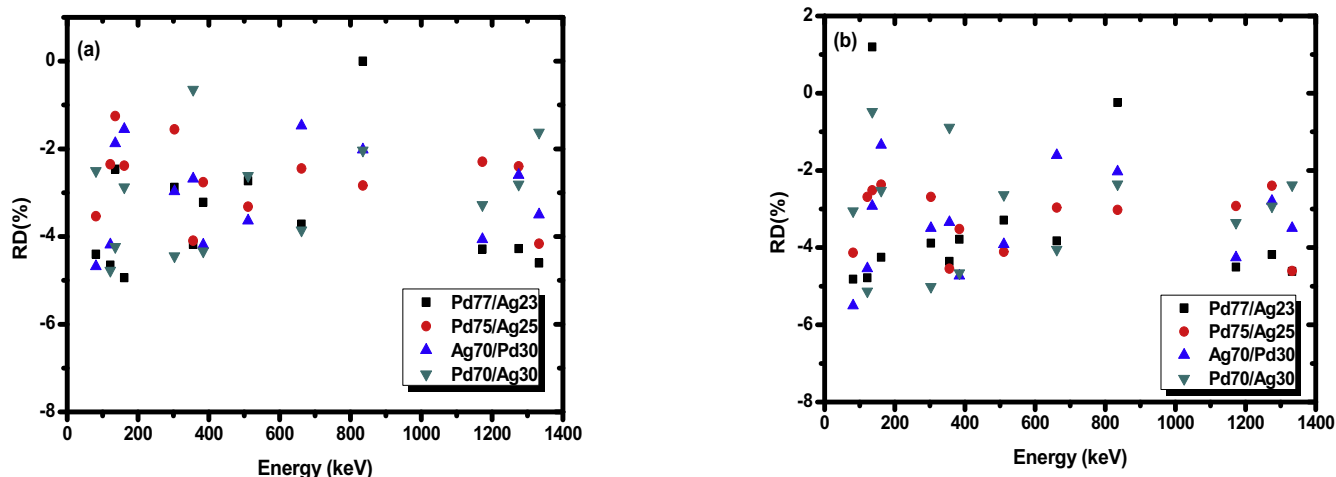 (a)
RD(%)
0
-2
-4
-6
-8
Pd77/Ag23
Pd75/Ag25
Ag70/Pd30
Pd70/Ag30
0 200 400 600 800 1000 1200 1400
Energy (keV)
(b)
RD(%)
2
0
-2
-4
-6
-8
Pd77/Ag23
Pd75/Ag25
Ag70/Pd30
Pd70/Ag30
0 200 400 600 800 1000 1200 1400
Energy (keV)